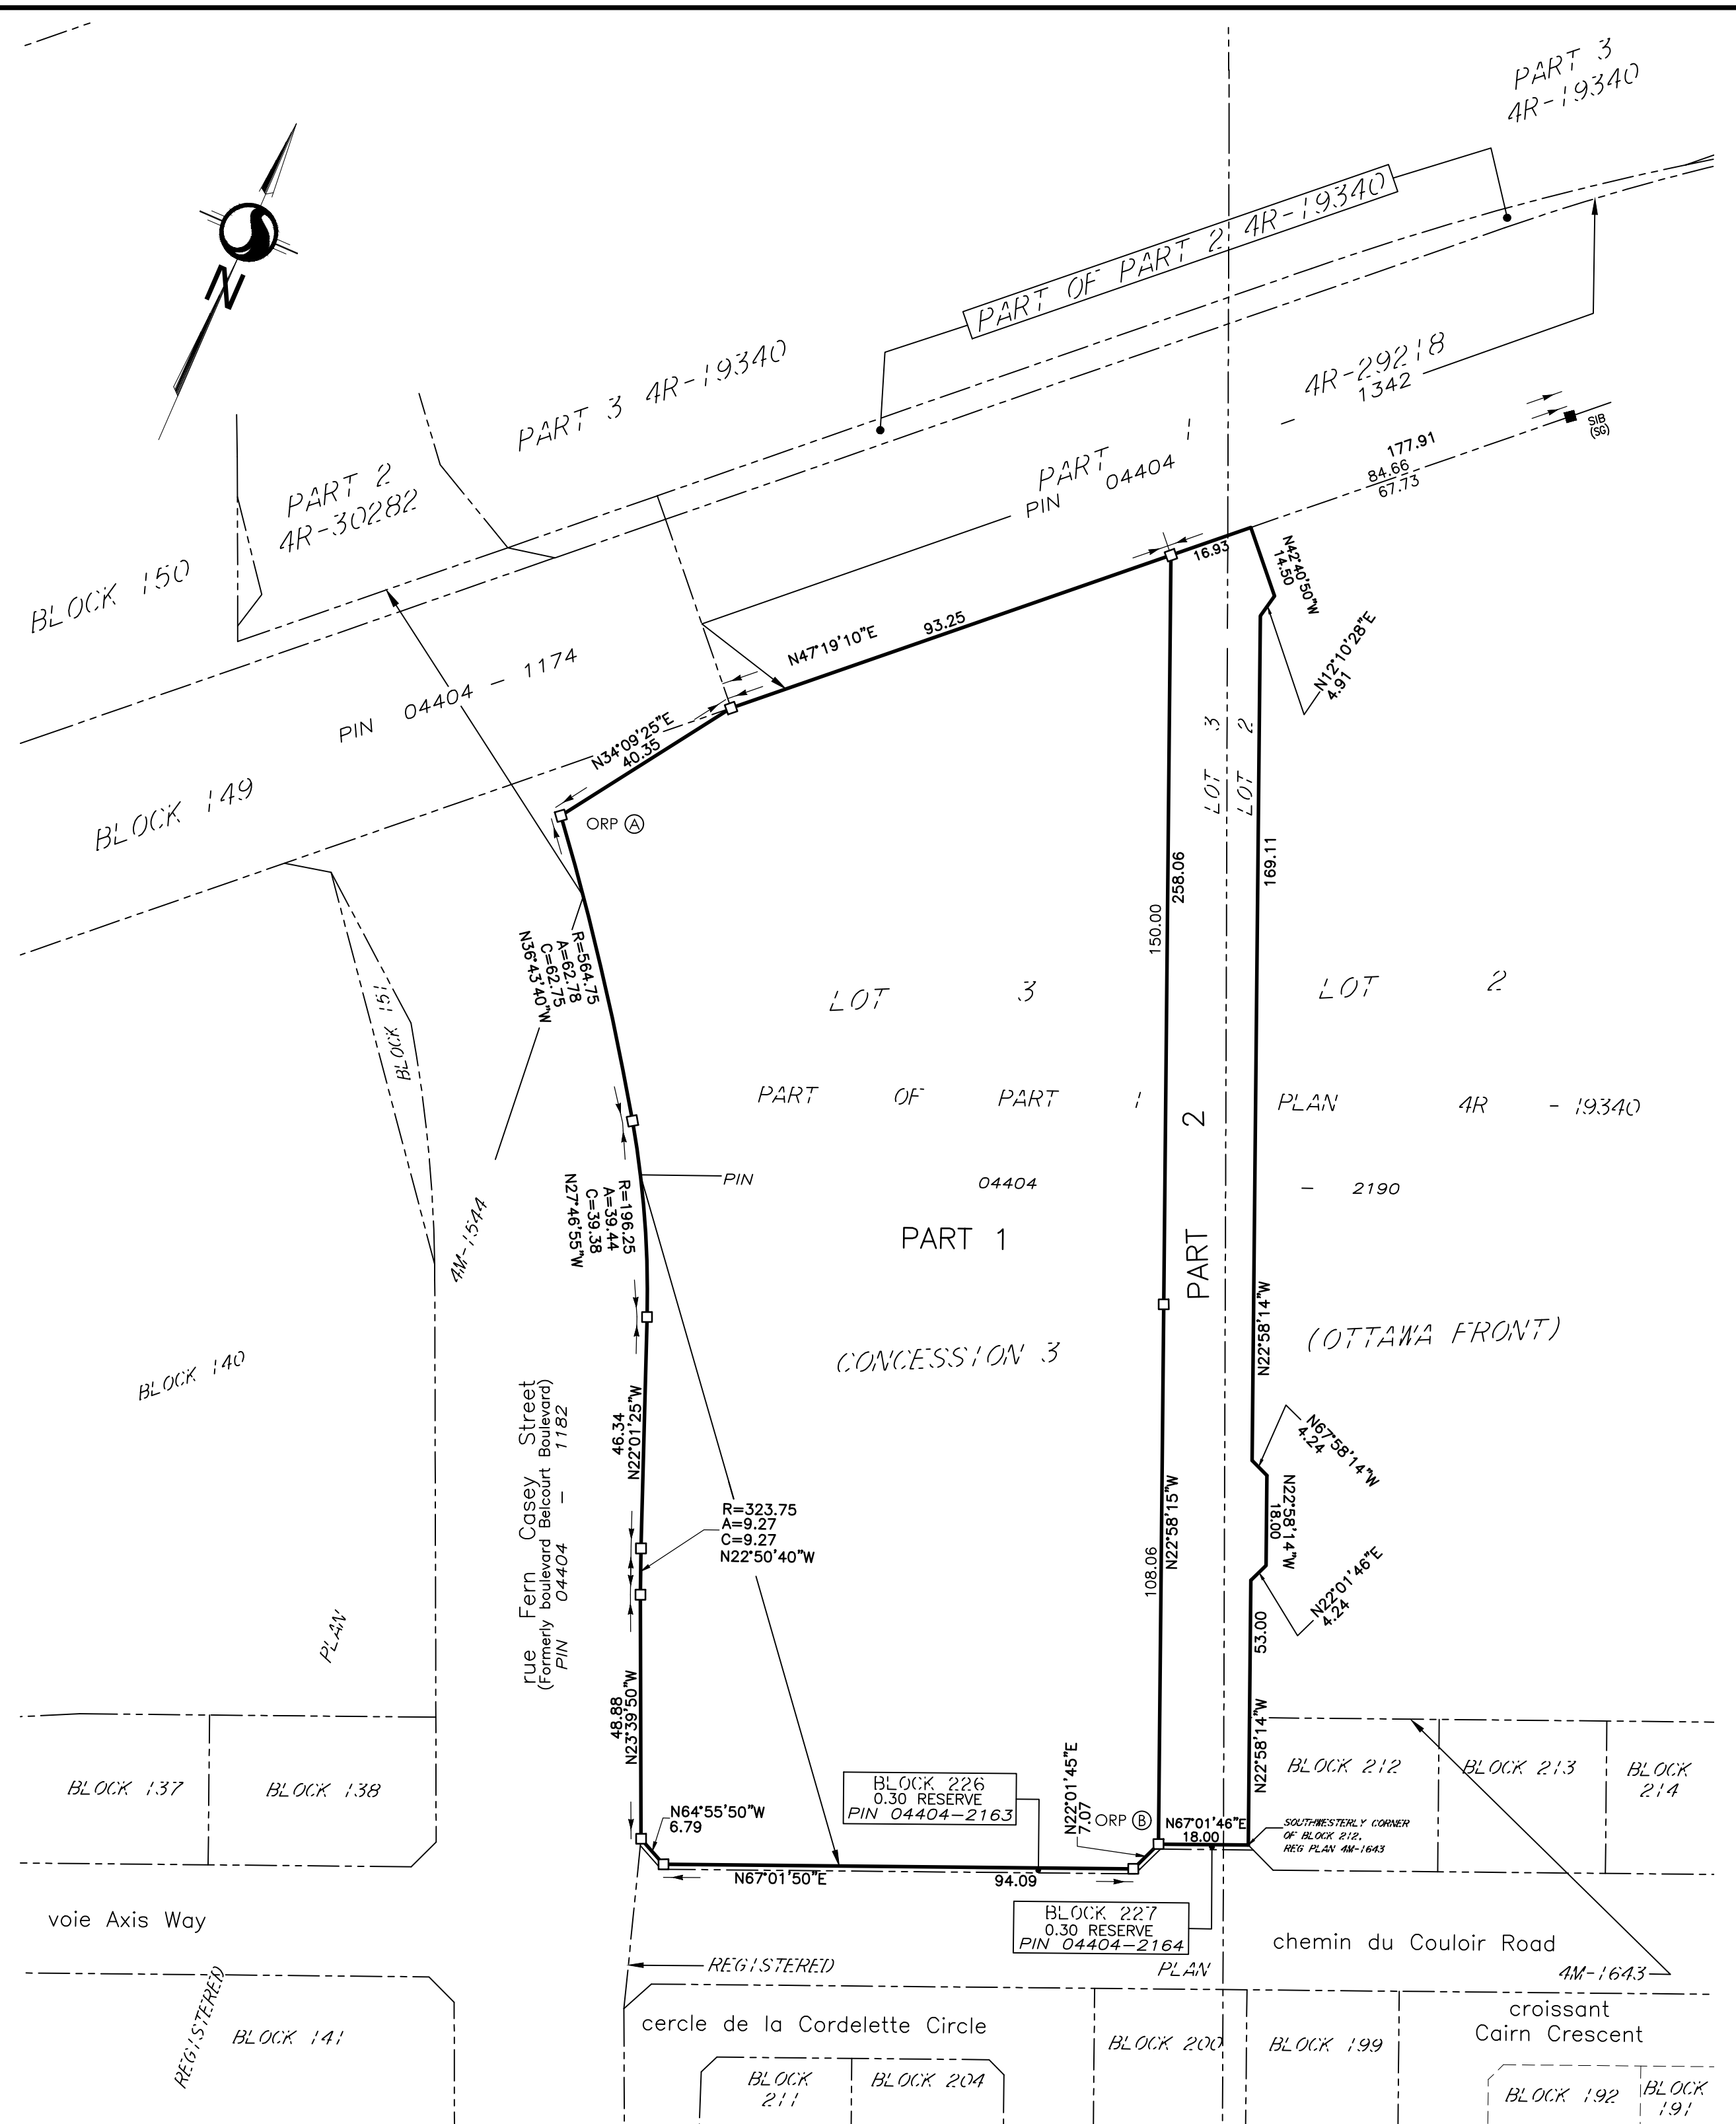 PART 3
4R-19340
PART OF PART 2 4R-19340
N
PART 3 4R-19340
4R-29218
1342
PART 1 -
PIN 04404
SIB
(SG)
177.91
84.66
67.73
PART 2
4R-30282
BLOCK 150
16.93
N42°40'50"W
14.50
N12°10'28"E
4.91
N47°19'10"E 93.25
PIN 04404 - 1174
N34°09'25"E
40.35
BLOCK 149
ORP A
LOT 3
LOT 2
258.06
169.11
150.00
R=564.75
A=62.78
C=62.75
N36°43'40"W
BLOCK 151
LOT 3
LOT 2
PART OF PART 1 PLAN 4R - 19340
PIN 04404 - 2190
R=196.25
A=39.44
C=39.38
N27°46'55"W
4M-1544
PART 1
PART 2
N22°58'14"W
CONCESSION 3
(OTTAWA FRONT)
BLOCK 140
46.34
N22°01'25"W
rue Fern Casey Street
(Formerly boulevard Belcourt Boulevard)
PIN 04404 - 1182
N67°58'14"W
4.24
N22°58'14"W
18.00
N22°01'46"E
4.24
R=323.75
A=9.27
C=9.27
N22°50'40"W
108.06
N22°58'15"W
53.00
PLAN
48.88
N23°39'50"W
N22°58'14"W
BLOCK 137
BLOCK 138
BLOCK 226
0.30 RESERVE
PIN 04404-2163
N22°01'45"E
7.07
BLOCK 212
BLOCK 213
BLOCK
214
N64°55'50"W
6.79
ORP B
N67°01'46"E
18.00
SOUTHWESTERLY CORNER
OF BLOCK 212,
REG PLAN 4M-1643
N67°01'50"E 94.09
BLOCK 227
0.30 RESERVE
PIN 04404-2164
voie Axis Way
chemin du Couloir Road
REGISTERED PLAN 4M-1643
REGISTERED
BLOCK 141
cercle de la Cordelette Circle
BLOCK 200
BLOCK 199
croissant
Cairn Crescent
BLOCK
211
BLOCK 204
BLOCK 192
BLOCK
191